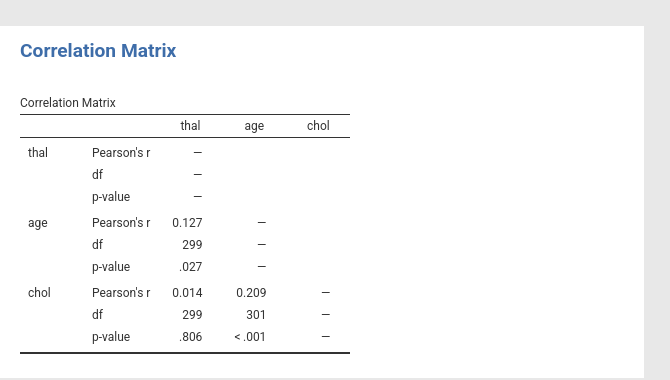 Correlation Matrix
Correlation Matrix
thal age chol
thal Pearson's r —
df —
p-value —
age Pearson's r 0.127 —
df 299 —
p-value .027 —
chol Pearson's r 0.014 0.209 —
df 299 301 —
p-value .806 < .001 —